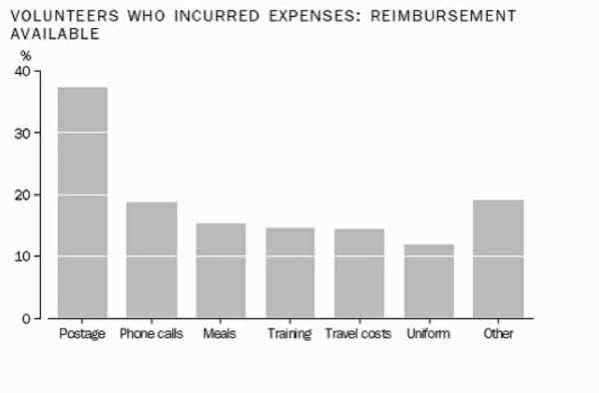 VOLUNTEERS WHO INCURRED EXPENSES: REIMBURSEMENT
AVAILABLE
%
40
30
20
10
0
Postage Phone calls Meals Training Travel costs Uniform Other